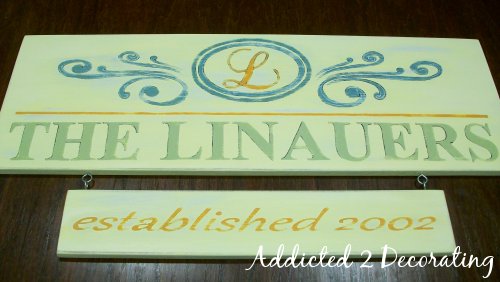 L
THE LINAUERS
established 2002
Addicted 2 Decorating